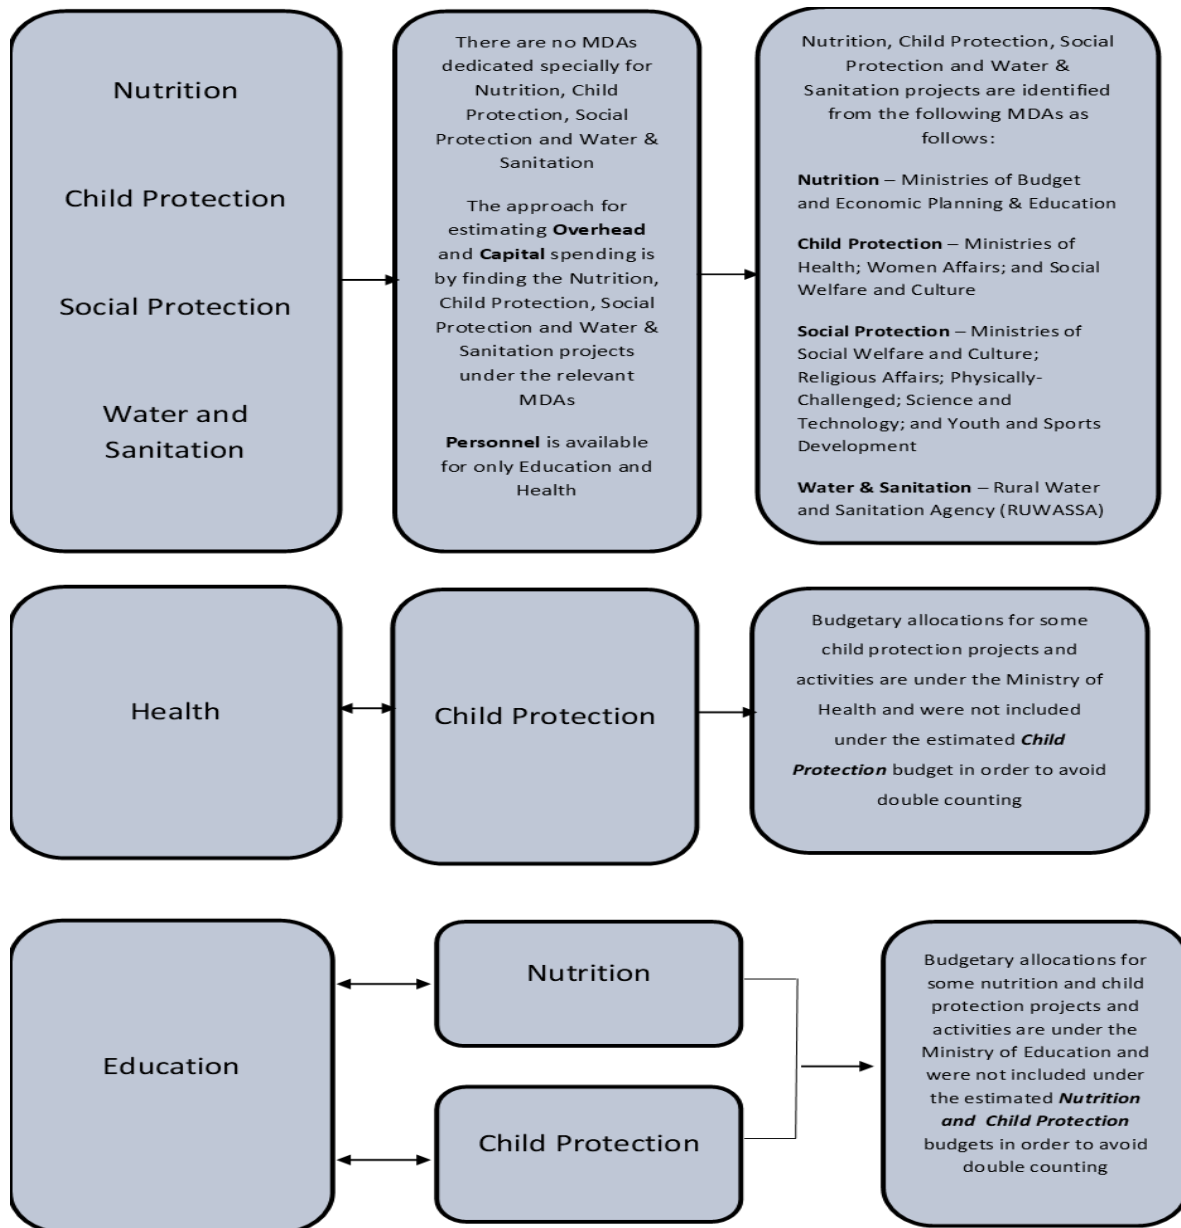 Nutrition
Child Protection
Social Protection
Water and
Sanitation
There are no MDAs
dedicated specially for
Nutrition, Child
Protection, Social
Protection and Water &
Sanitation
The approach for
estimating Overhead
and Capital spending is
by finding the Nutrition,
Child Protection, Social
Protection and Water &
Sanitation projects
under the relevant
MDAs
Personnel is available
for only Education and
Health
Nutrition, Child Protection, Social
Protection and Water &
Sanitation projects are identified
from the following MDAs as
follows:
Nutrition – Ministries of Budget
and Economic Planning & Education
Child Protection – Ministries of
Health; Women Affairs; and Social
Welfare and Culture
Social Protection – Ministries of
Social Welfare and Culture;
Religious Affairs; Physically-
Challenged; Science and
Technology; and Youth and Sports
Development
Water & Sanitation – Rural Water
and Sanitation Agency (RUWASSA)
Health
Child Protection
Budgetary allocations for some
child protection projects and
activities are under the Ministry of
Health and were not included
under the estimated Child
Protection budget in order to avoid
double counting
Education
Nutrition
Child Protection
Budgetary allocations for
some nutrition and child
protection projects and
activities are under the
Ministry of Education and
were not included under
the estimated Nutrition
and Child Protection
budgets in order to avoid
double counting